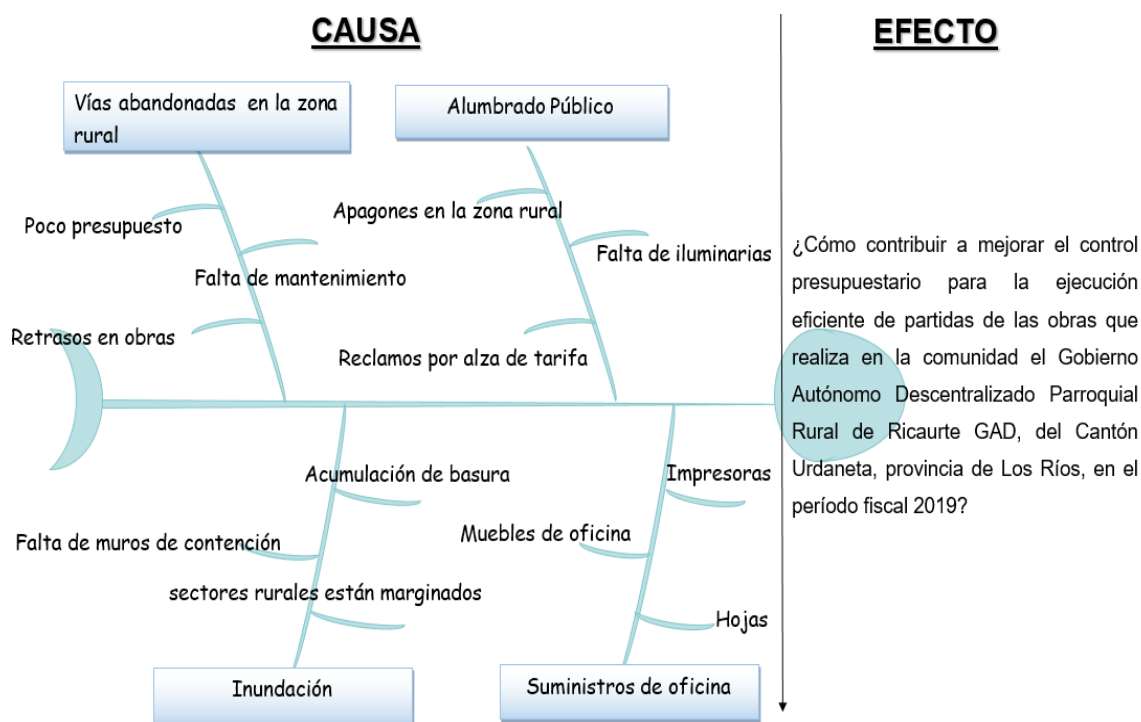 CAUSA
EFECTO
Vías abandonadas en la zona
rural
Alumbrado Público
Poco presupuesto
Falta de mantenimiento
Retrasos en obras
Apagones en la zona rural
Falta de iluminarias
Reclamos por alza de tarifa
¿Cómo contribuir a mejorar el control
presupuestario para la ejecución
eficiente de partidas de las obras que
realiza en la comunidad el Gobierno
Autónomo Descentralizado Parroquial
Rural de Ricaurte GAD, del Cantón
Urdaneta, provincia de Los Ríos, en el
período fiscal 2019?
Acumulación de basura
Falta de muros de contención
sectores rurales están marginados
Inundación
Impresoras
Muebles de oficina
Hojas
Suministros de oficina